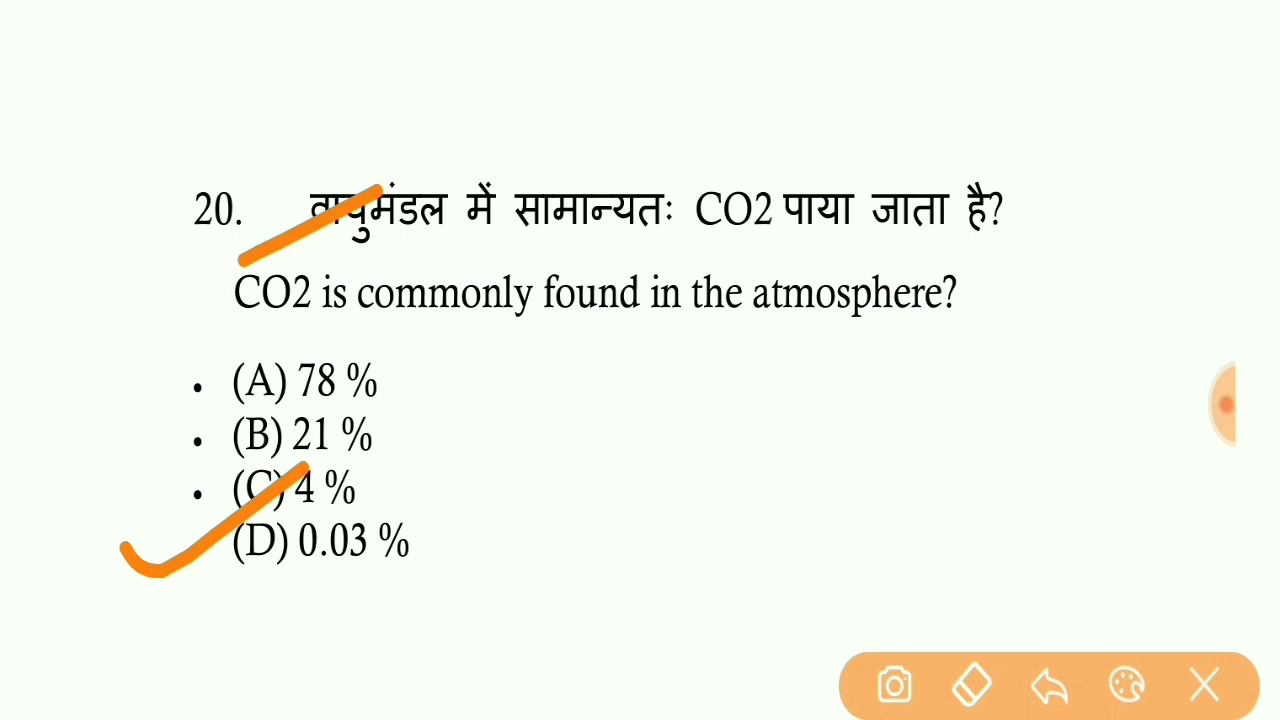 20. वायुमंडल में सामान्यतः CO2 पाया जाता है?
CO2 is commonly found in the atmosphere?
• (A) 78 %
• (B) 21 %
• (C) 4 %
(D) 0.03 %